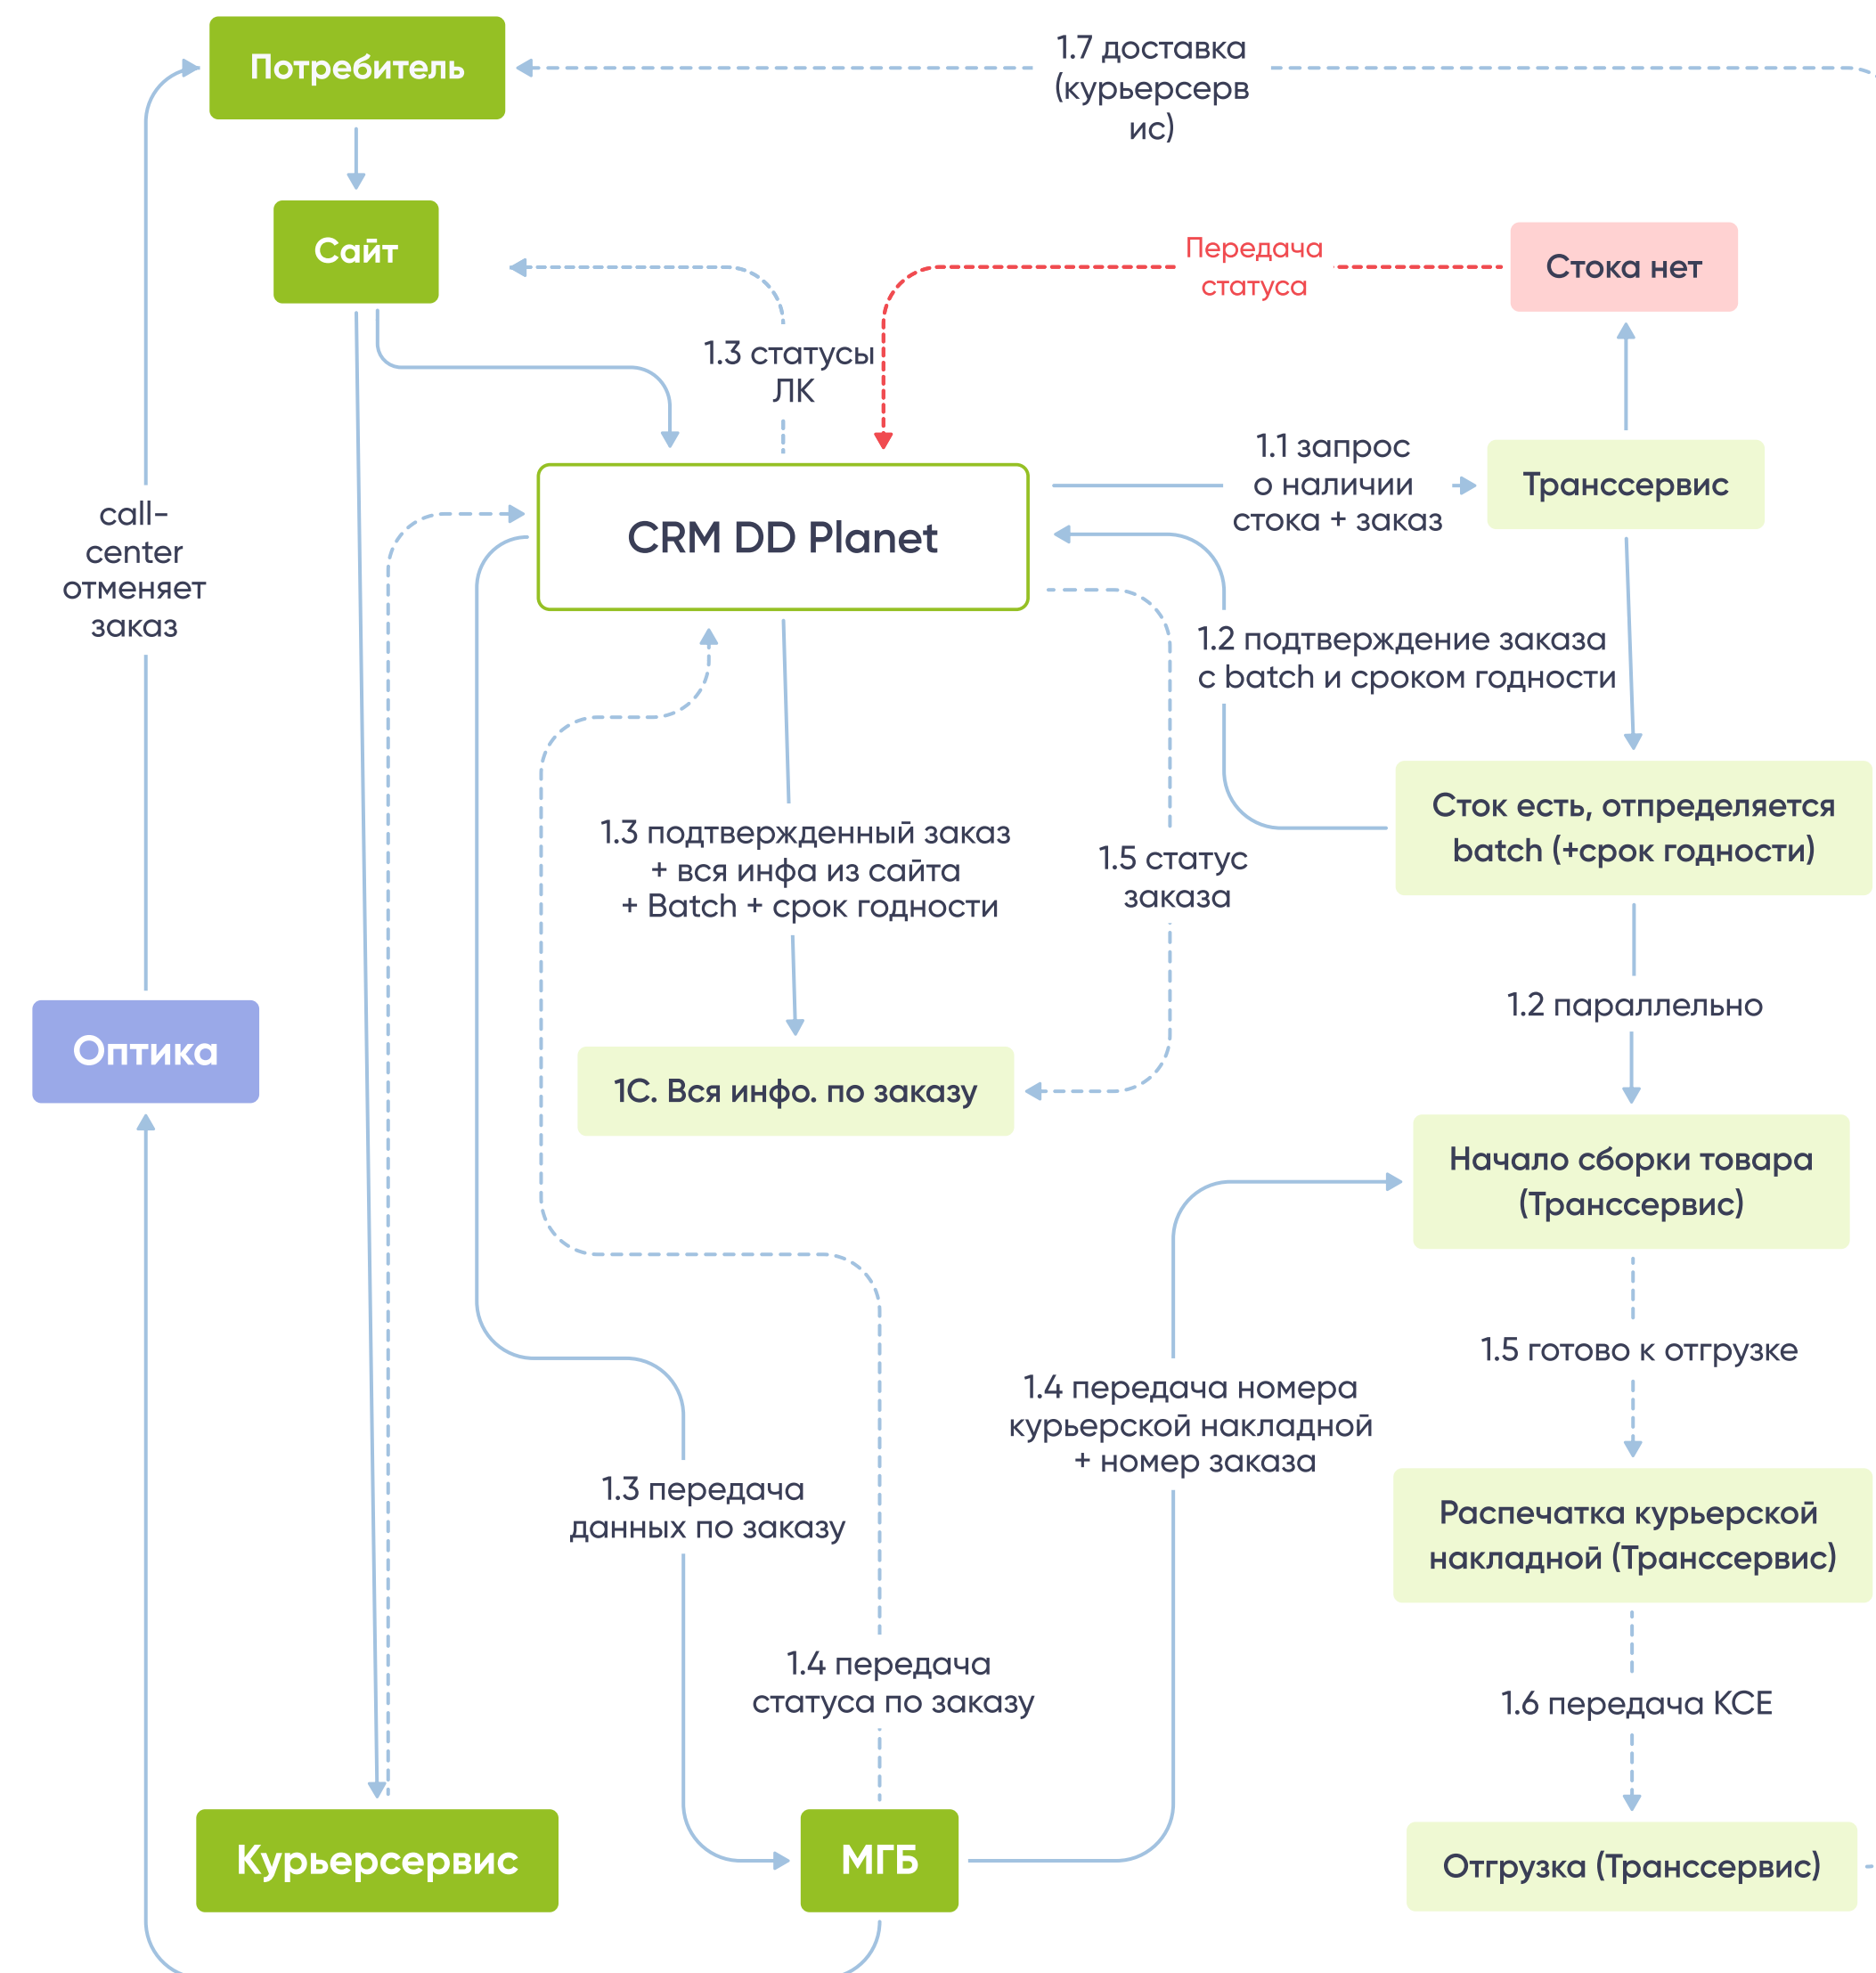 Потребитель
1.7 доставка
(курьерсерв
ис)
Сайт
Передача
статуса
Стока нет
1.3 статусы
ЛК
1.1 запрос
о наличии
стока + заказ
Транссервис
call-
center
отменяет
заказ
CRM DD Planet
1.2 подтверждение заказа
с batch и сроком годности
Сток есть, отпределяется
batch (+срок годности)
1.3 подтвержденный заказ
+ вся инфа из сайта
+ Batch + срок годности
1.5 статус
заказа
1.2 параллельно
Оптика
1С. Вся инфо. по заказу
Начало сборки товара
(Транссервис)
1.5 готово к отгрузке
1.4 передача номера
курьерской накладной
+ номер заказа
1.3 передача
данных по заказу
Распечатка курьерской
накладной (Транссервис)
1.4 передача
статуса по заказу
1.6 передача КСЕ
Курьерсервис
МГБ
Отгрузка (Транссервис)